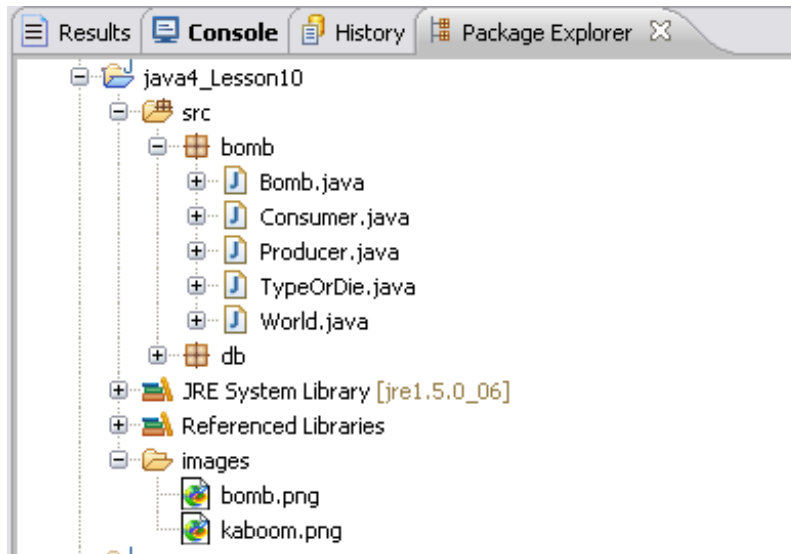 Results Console History Package Explorer
java4_Lesson10
src
bomb
Bomb.java
Consumer.java
Producer.java
TypeOrDie.java
World.java
db
JRE System Library [jre1.5.0_06]
Referenced Libraries
images
bomb.png
kaboom.png